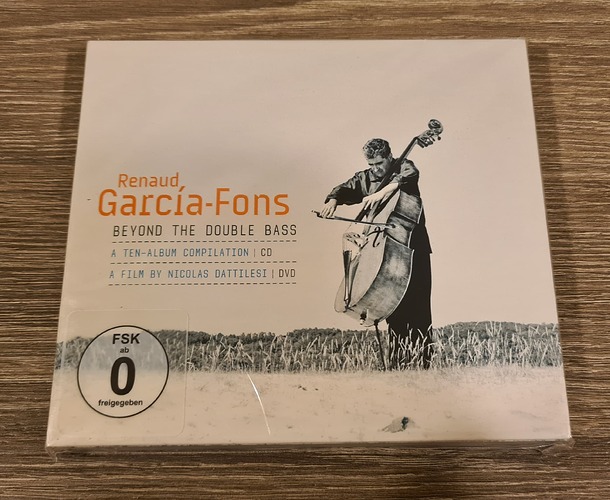 Renaud
García-Fons
BEYOND THE DOUBLE BASS
A TEN-ALBUM COMPILATION | CD
A FILM BY NICOLAS DATTILESI | DVD
FSK
ab
0
freigegeben